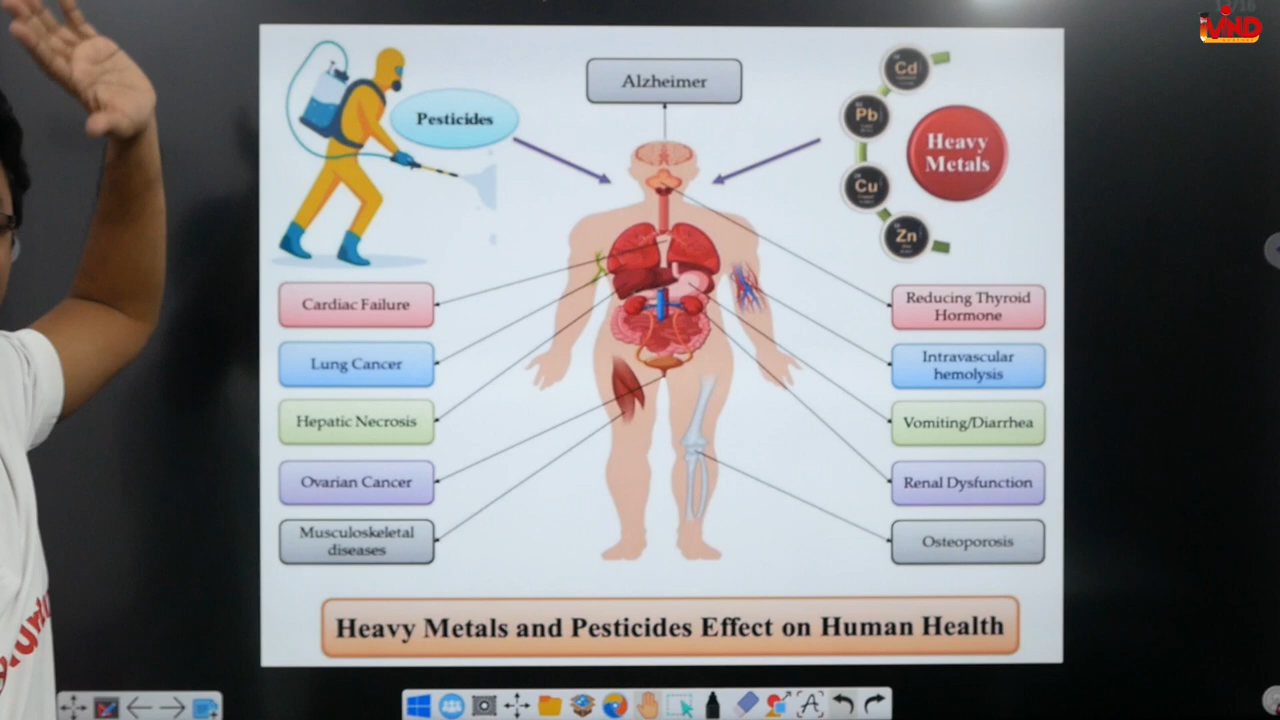 iVND
Alzheimer
Pesticides
Cd
Pb
Cu
Zn
Heavy
Metals
Cardiac Failure
Lung Cancer
Hepatic Necrosis
Ovarian Cancer
Musculoskeletal
diseases
Reducing Thyroid
Hormone
Intravascular
hemolysis
Vomiting/Diarrhea
Renal Dysfunction
Osteoporosis
Heavy Metals and Pesticides Effect on Human Health